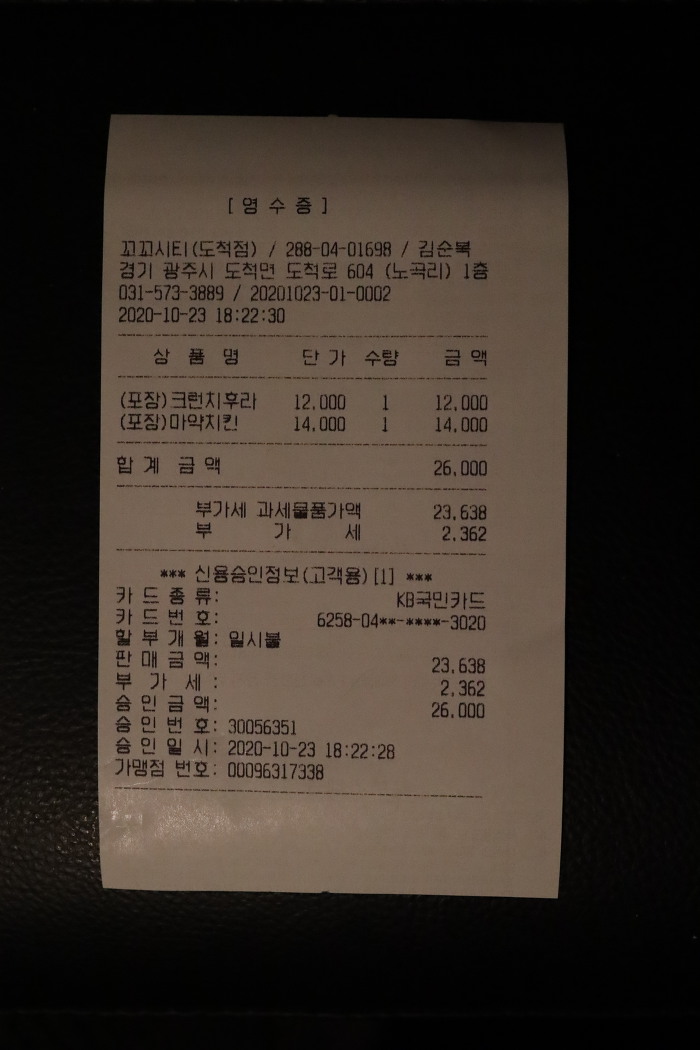 [ 영 수 증 ]
꼬꼬시티(도척점) / 288-04-01698 / 김순복
경기 광주시 도척면 도척로 604 (노곡리) 1층
031-573-3889 / 20201023-01-0002
2020-10-23 18:22:30
상 품 명 단 가 수량 금 액
(포장)크런치후라 12,000 1 12,000
(포장)마약치킨 14,000 1 14,000
합 계 금 액 26,000
부가세 과세물품가액 23,638
부 가 세 2,362
*** 신용승인정보(고객용)[1] ***
카 드 종 류: KB국민카드
카 드 번 호: 6258-04**-****-3020
할 부 개 월: 일시불
판 매 금 액: 23,638
부 가 세 : 2,362
승 인 금 액: 26,000
승 인 번 호: 30056351
승 인 일 시: 2020-10-23 18:22:28
가맹점 번호: 00096317338